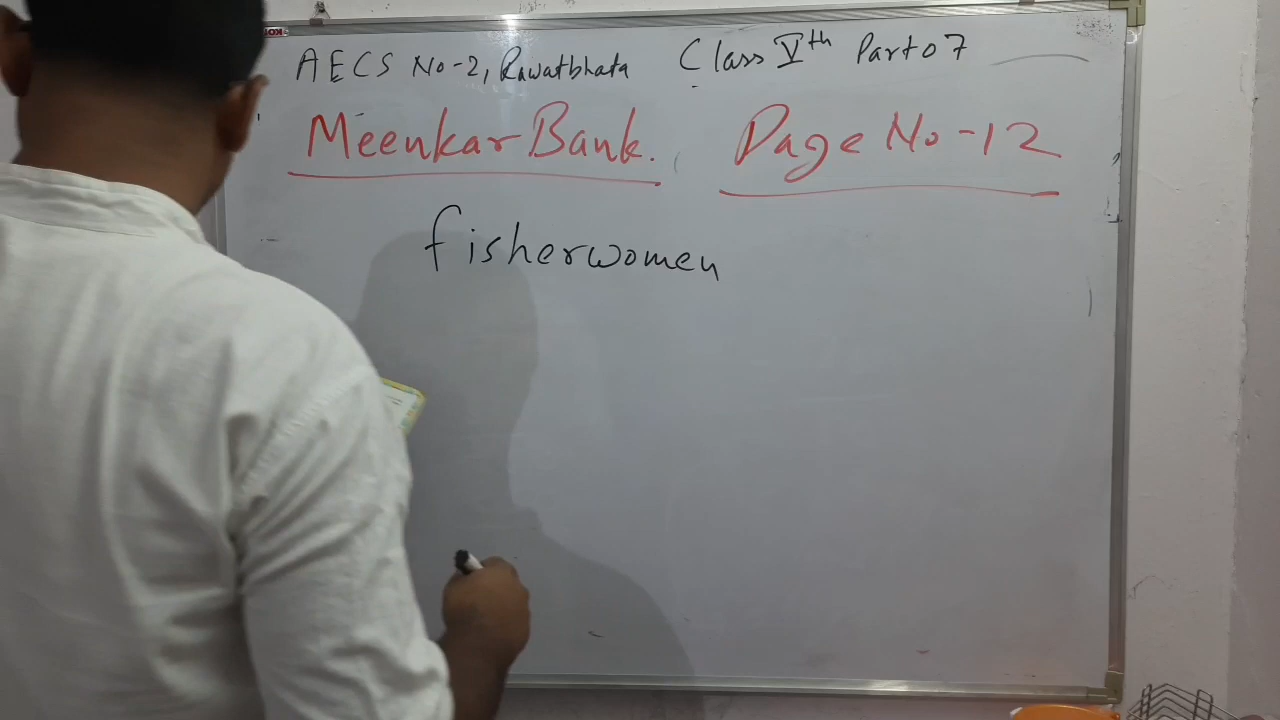 AECS No-2, Rawatbhata Class Vth Part 07
Meenkar Bank. Page No-12
fisherwomen